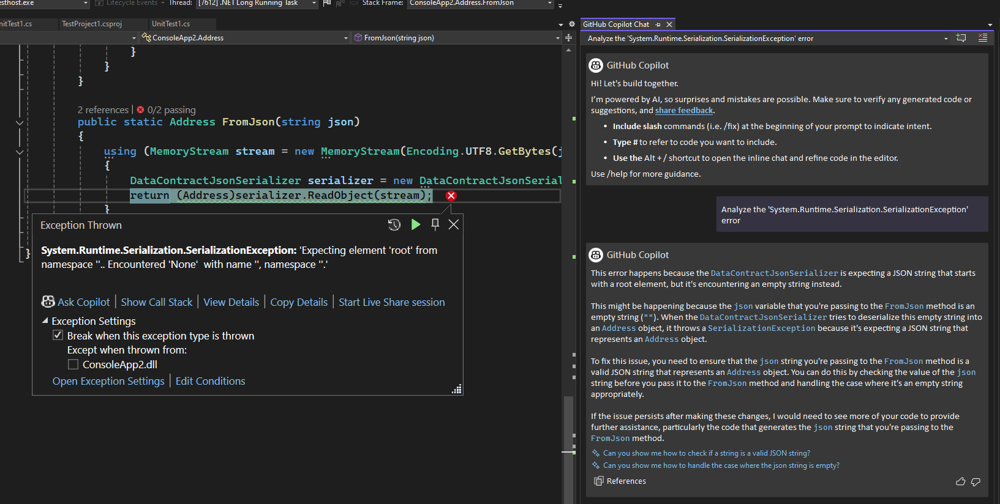 esthost.exe
Lifecycle Events
Thread:
[7612] .NET Long Running Task
Stack Frame:
ConsoleApp2.Address.FromJson
nitTest1.cs
TestProject1.csproj
UnitTest1.cs
ConsoleApp2.Address
FromJson(string json)
}
}
}
2 references | 0/2 passing
public static Address FromJson(string json)
{
using (MemoryStream stream = new MemoryStream(Encoding.UTF8.GetBytes(j
{
DataContractJsonSerializer serializer = new DataContractJsonSerial
return (Address)serializer.ReadObject(stream);
}
}
Exception Thrown
System.Runtime.Serialization.SerializationException: 'Expecting element 'root' from
namespace ''.. Encountered 'None'  with name '', namespace ''.'
Ask Copilot | Show Call Stack | View Details | Copy Details | Start Live Share session
Exception Settings
Break when this exception type is thrown
Except when thrown from:
ConsoleApp2.dll
Open Exception Settings | Edit Conditions
GitHub Copilot Chat
Analyze the 'System.Runtime.Serialization.SerializationException' error
GitHub Copilot
Hi! Let's build together.
I'm powered by AI, so surprises and mistakes are possible. Make sure to verify any generated code or
suggestions, and share feedback.
• Include slash commands (i.e. /fix) at the beginning of your prompt to indicate intent.
• Type # to refer to code you want to include.
• Use the Alt + / shortcut to open the inline chat and refine code in the editor.
Use /help for more guidance.
Analyze the 'System.Runtime.Serialization.SerializationException'
error
GitHub Copilot
This error happens because the DataContractJsonSerializer is expecting a JSON string that starts
with a root element, but it's encountering an empty string instead.
This might be happening because the json variable that you're passing to the FromJson method is an
empty string (""). When the DataContractJsonSerializer tries to deserialize this empty string into
an Address object, it throws a SerializationException because it's expecting a JSON string that
represents an Address object.
To fix this issue, you need to ensure that the json string you're passing to the FromJson method is a
valid JSON string that represents an Address object. You can do this by checking the value of the json
string before you pass it to the FromJson method and handling the case where it's an empty string
appropriately.
If the issue persists after making these changes, I would need to see more of your code to provide
further assistance, particularly the code that generates the json string that you're passing to the
FromJson method.
Can you show me how to check if a string is a valid JSON string?
Can you show me how to handle the case where the json string is empty?
References